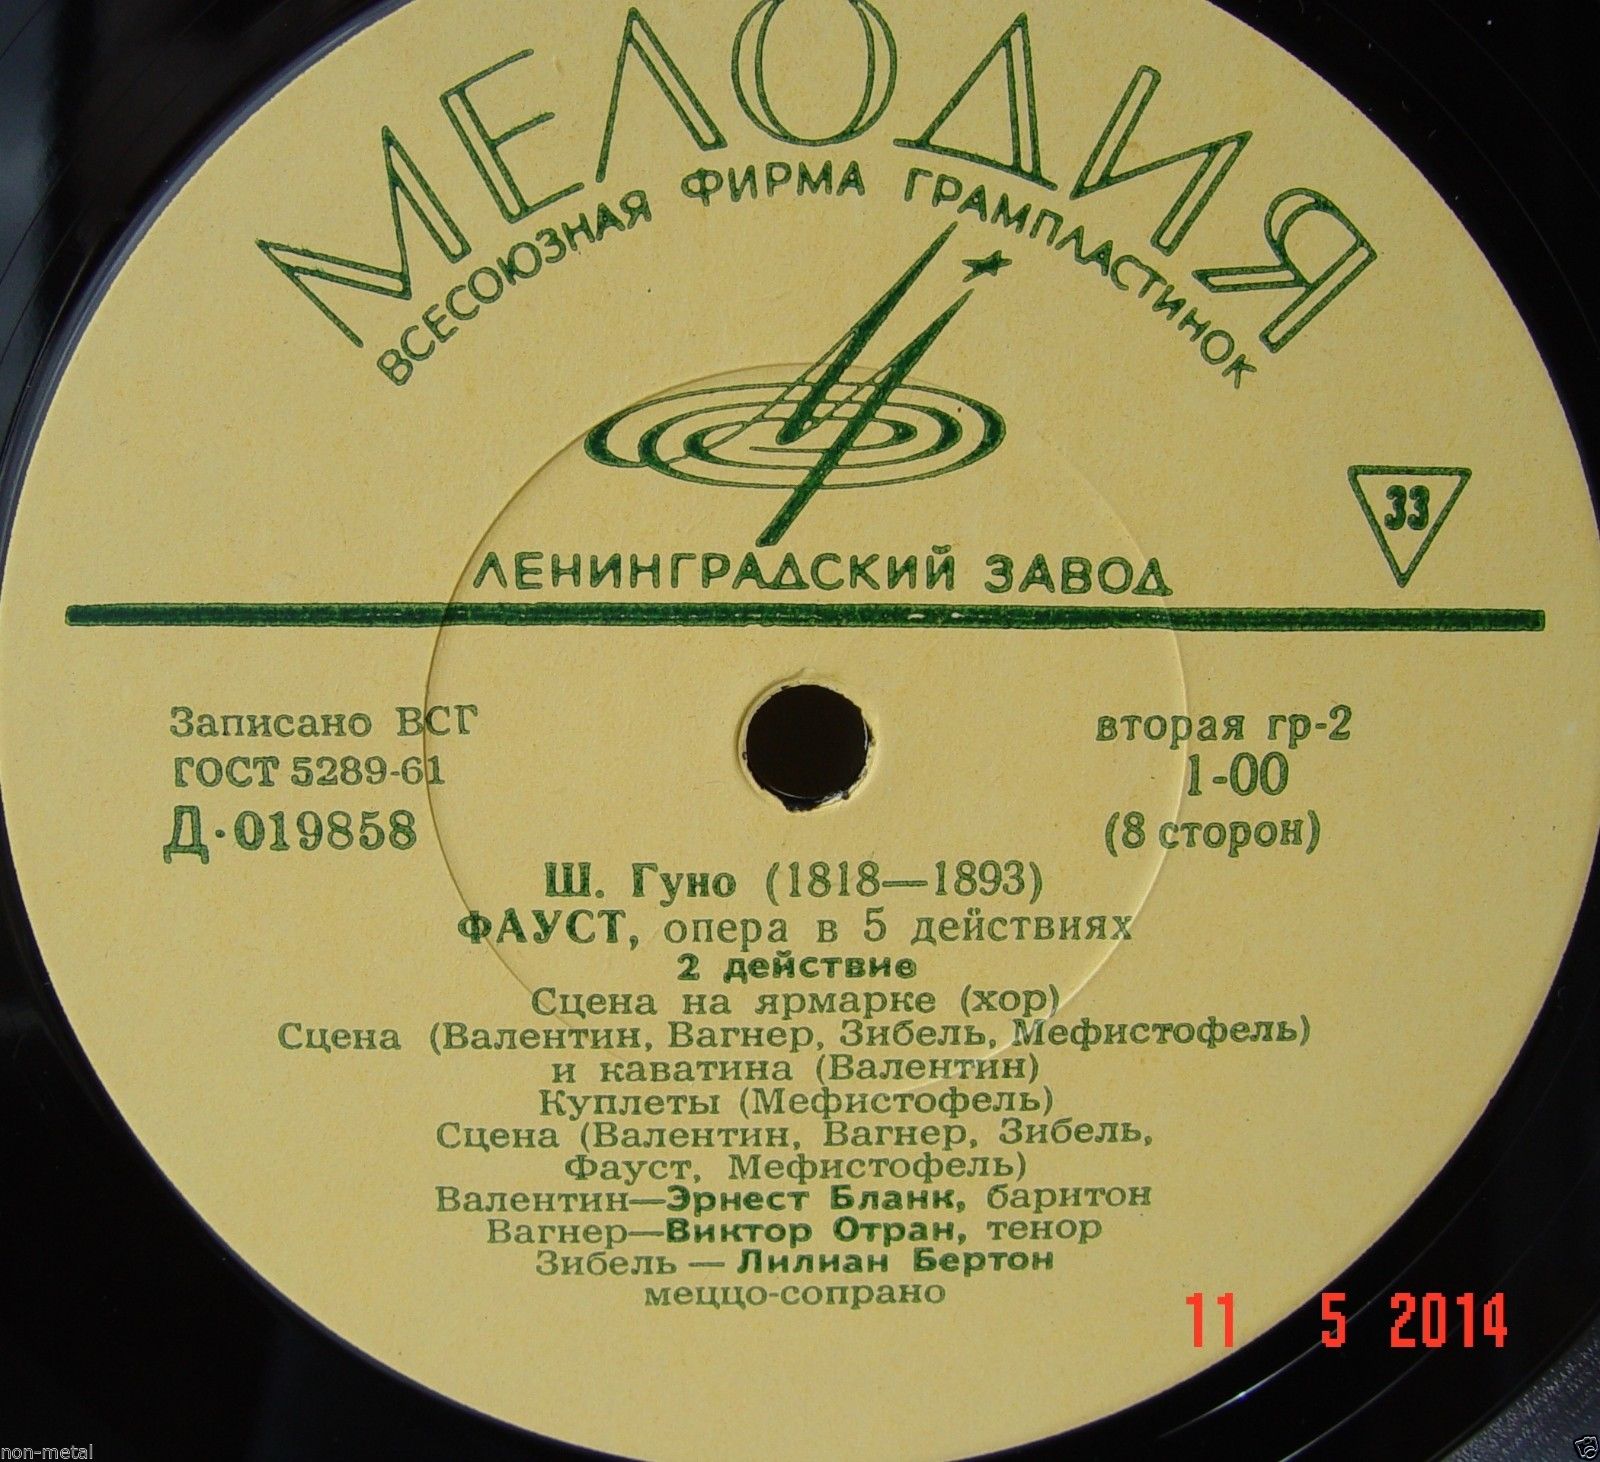 МЕЛОДИЯ
ВСЕСОЮЗНАЯ ФИРМА ГРАМПЛАСТИНОК
33
ЛЕНИНГРАДСКИЙ ЗАВОД
Записано ВСГ
ГОСТ 5289-61
Д·019858
вторая гр-2
1-00
(8 сторон)
Ш. Гуно (1818—1893)
ФАУСТ, опера в 5 действиях
2 действие
Сцена на ярмарке (хор)
Сцена (Валентин, Вагнер, Зибель, Мефистофель)
и каватина (Валентин)
Куплеты (Мефистофель)
Сцена (Валентин, Вагнер, Зибель,
Фауст, Мефистофель)
Валентин—Эрнест Бланк, баритон
Вагнер—Виктор Отран, тенор
Зибель — Лилиан Бертон
меццо-сопрано
11 5 2014
non-metal